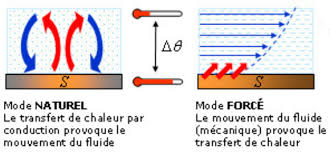 Δθ
S
S
Mode NATUREL
Le transfert de chaleur par
conduction provoque le
mouvement du fluide
Mode FORCÉ
Le mouvement du fluide
(mécanique) provoque le
transfert de chaleur